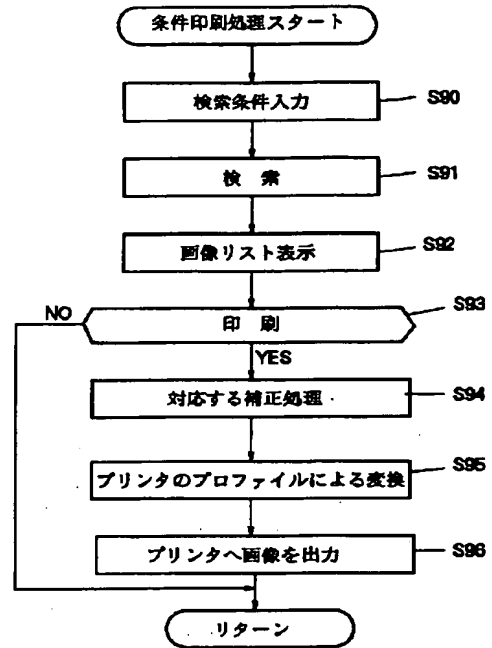 条件印刷処理スタート
検索条件入力
S90
検 索
S91
画像リスト表示
S92
印 刷
S93
NO
YES
対応する補正処理
S94
プリンタのプロファイルによる変換
S95
プリンタへ画像を出力
S96
リターン